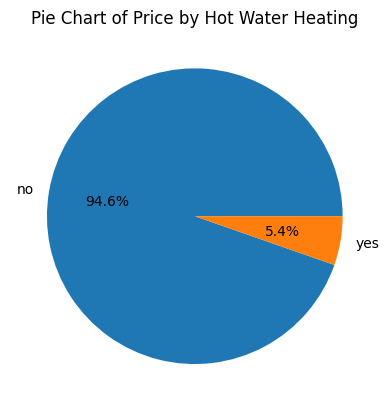 Pie Chart of Price by Hot Water Heating
no
94.6%
5.4%
yes